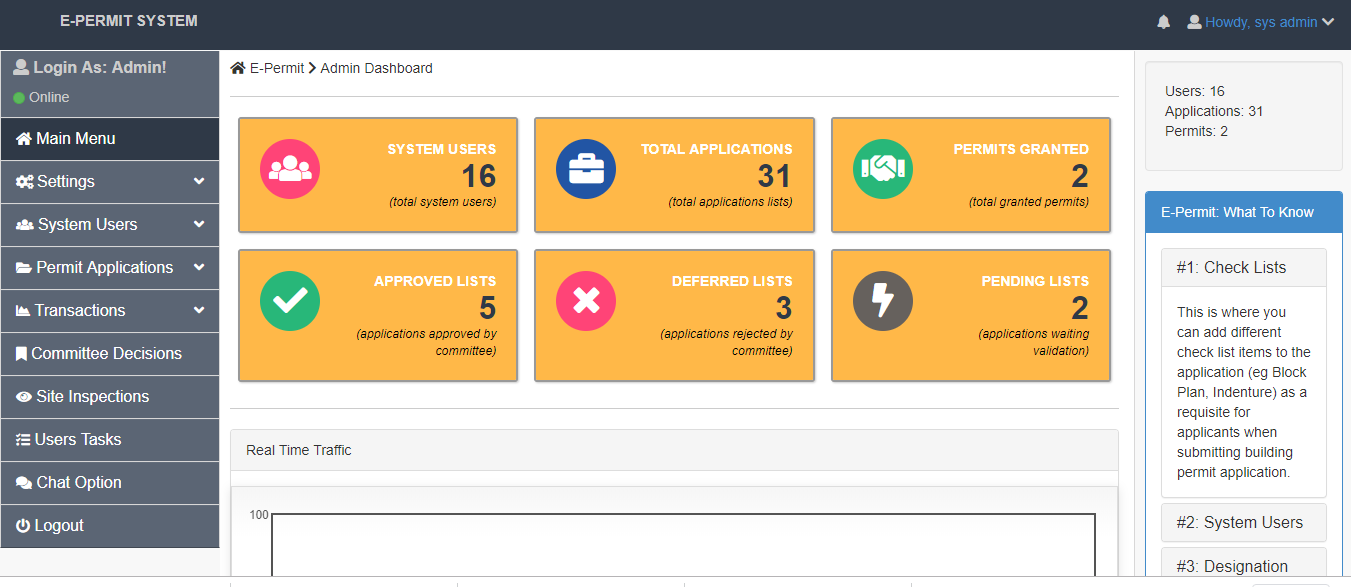 E-PERMIT SYSTEM
Howdy, sys admin
Login As: Admin!
Online
Main Menu
Settings
System Users
Permit Applications
Transactions
Committee Decisions
Site Inspections
Users Tasks
Chat Option
Logout
E-Permit Admin Dashboard
SYSTEM USERS
16
(total system users)
TOTAL APPLICATIONS
31
(total applications lists)
PERMITS GRANTED
2
(total granted permits)
APPROVED LISTS
5
(applications approved by
committee)
DEFERRED LISTS
3
(applications rejected by
committee)
PENDING LISTS
2
(applications waiting
validation)
Real Time Traffic
100
Users: 16
Applications: 31
Permits: 2
E-Permit: What To Know
#1: Check Lists
This is where you
can add different
check list items to the
application (eg Block
Plan, Indenture) as a
requisite for
applicants when
submitting building
permit application.
#2: System Users
#3: Designation